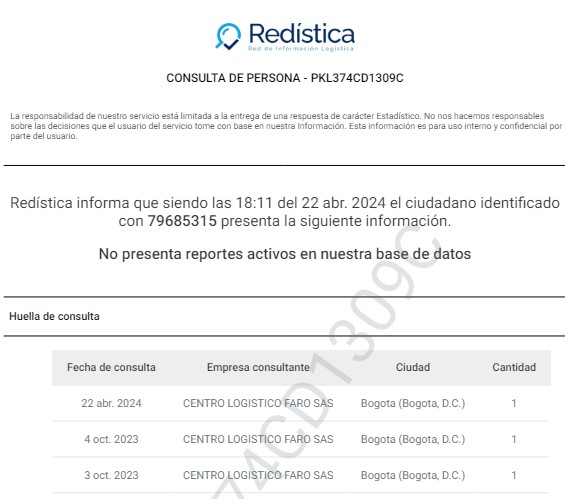 Redística
Red de Información Logística
CONSULTA DE PERSONA - PKL374CD1309C
La responsabilidad de nuestro servicio está limitada a la entrega de una respuesta de carácter Estadístico. No nos hacemos responsables
sobre las decisiones que el usuario del servicio tome con base en nuestra Información. Esta información es para uso interno y confidencial por
parte del usuario.
Redística informa que siendo las 18:11 del 22 abr. 2024 el ciudadano identificado
con 79685315 presenta la siguiente información.
No presenta reportes activos en nuestra base de datos
Huella de consulta
Fecha de consulta Empresa consultante Ciudad Cantidad
22 abr. 2024 CENTRO LOGISTICO FARO SAS Bogota (Bogota, D.C.) 1
4 oct. 2023 CENTRO LOGISTICO FARO SAS Bogota (Bogota, D.C.) 1
3 oct. 2023 CENTRO LOGISTICO FARO SAS Bogota (Bogota, D.C.) 1
74CD1309C